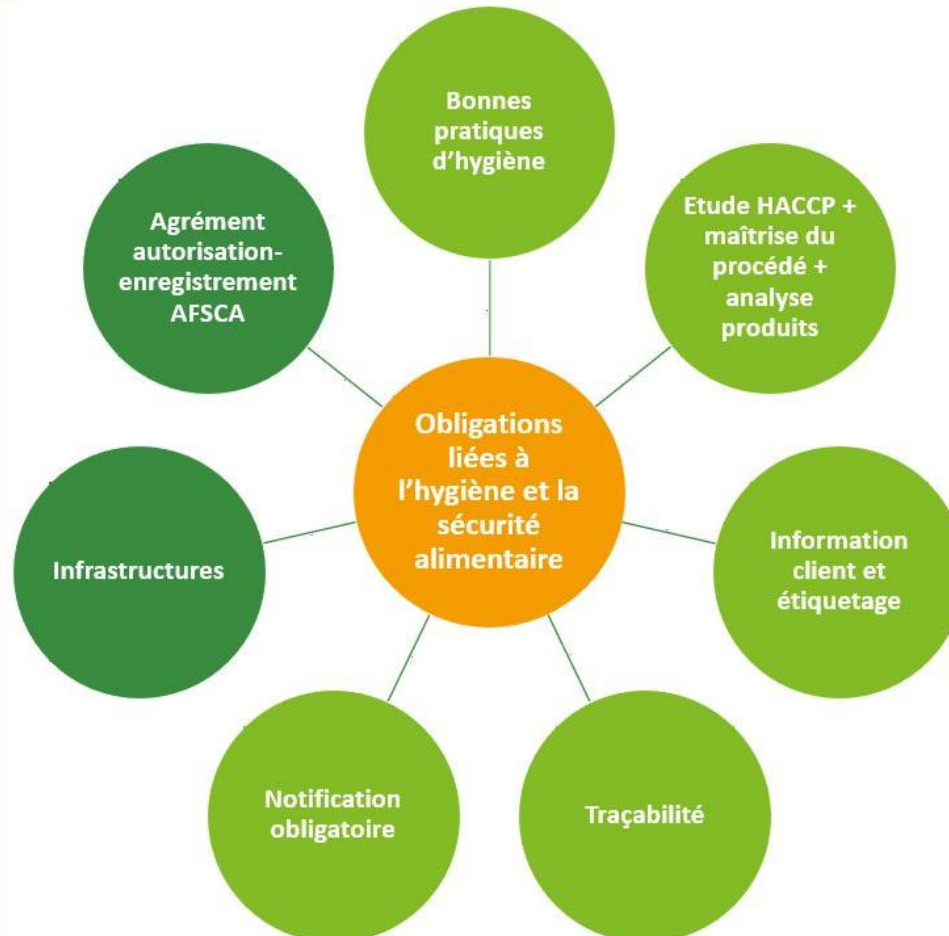 Bonnes
pratiques
d'hygiène
Etude HACCP +
maîtrise du
procédé +
analyse
produits
Information
client et
étiquetage
Traçabilité
Notification
obligatoire
Infrastructures
Agrément
autorisation-
enregistrement
AFSCA
Obligations
liées à
l'hygiène et la
sécurité
alimentaire